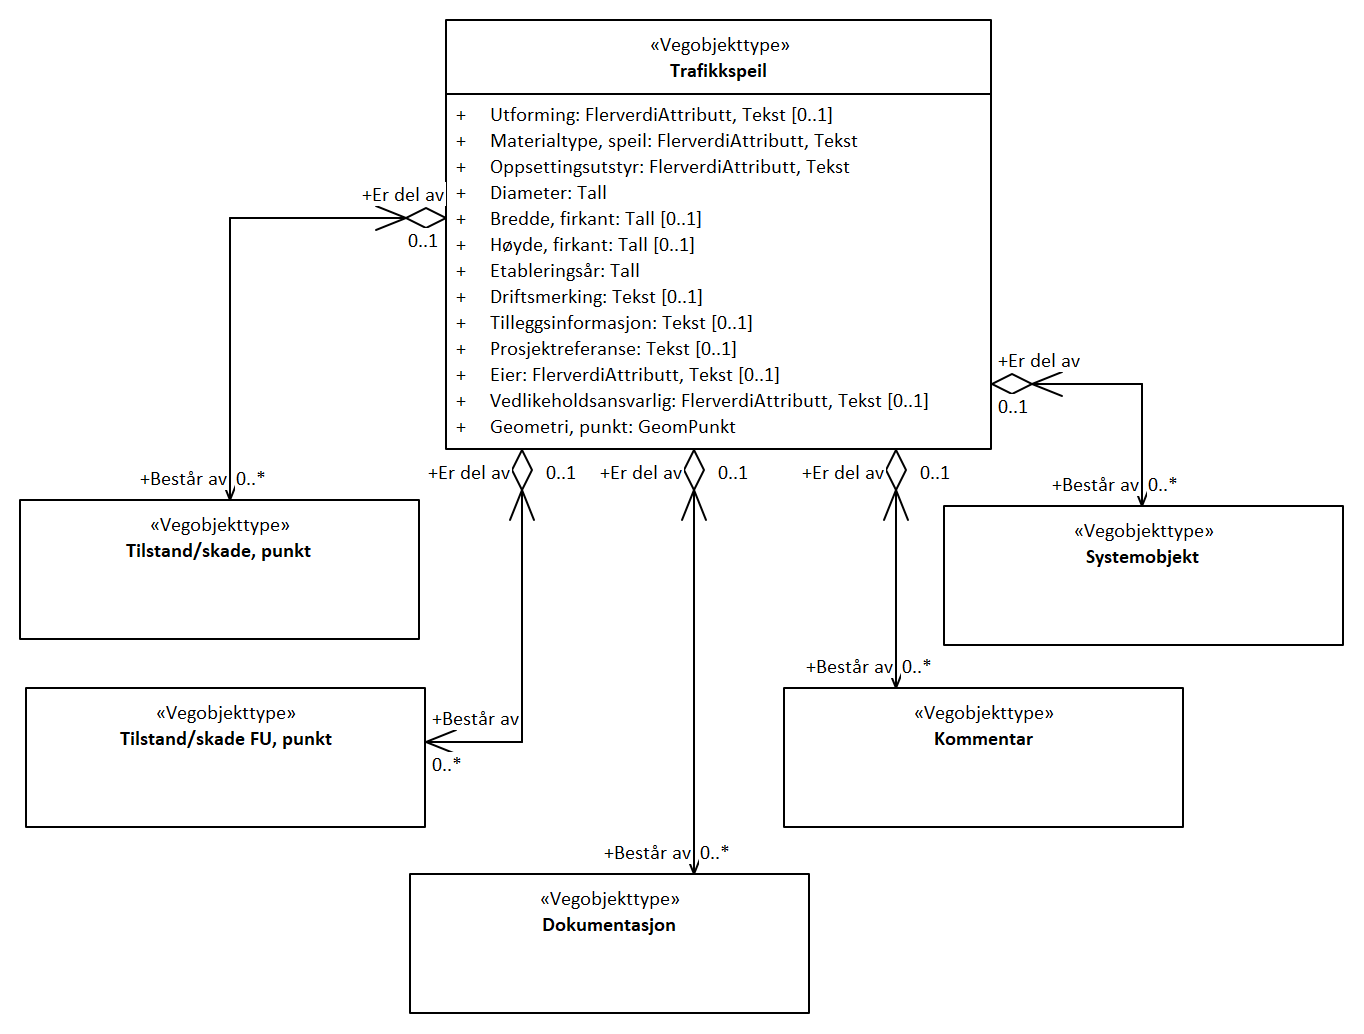 «Vegobjekttype»
Trafikkspeil
+ Utforming: FlerverdiAttributt, Tekst [0..1]
+ Materialtype, speil: FlerverdiAttributt, Tekst
+ Oppsettingsutstyr: FlerverdiAttributt, Tekst
+ Diameter: Tall
+ Bredde, firkant: Tall [0..1]
+ Høyde, firkant: Tall [0..1]
+ Etableringsår: Tall
+ Driftsmerking: Tekst [0..1]
+ Tilleggsinformasjon: Tekst [0..1]
+ Prosjektreferanse: Tekst [0..1]
+ Eier: FlerverdiAttributt, Tekst [0..1]
+ Vedlikeholdsansvarlig: FlerverdiAttributt, Tekst [0..1]
+ Geometri, punkt: GeomPunkt
+Er del av
0..1
+Består av 0..*
«Vegobjekttype»
Tilstand/skade, punkt
+Er del av
0..1
+Består av 0..*
«Vegobjekttype»
Systemobjekt
+Er del av 0..1
+Består av
0..*
«Vegobjekttype»
Tilstand/skade FU, punkt
+Er del av 0..1
+Består av 0..*
«Vegobjekttype»
Dokumentasjon
+Er del av 0..1
+Består av 0..*
«Vegobjekttype»
Kommentar